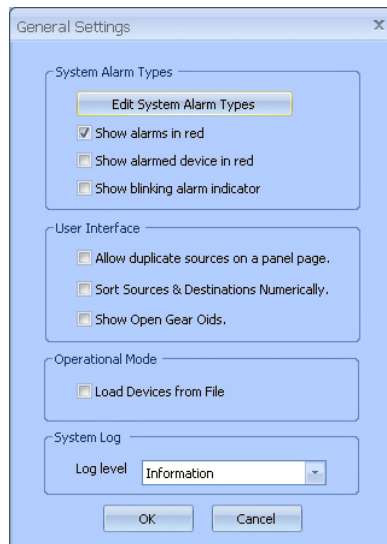 General Settings
x
System Alarm Types
Edit System Alarm Types
Show alarms in red
Show alarmed device in red
Show blinking alarm indicator
User Interface
Allow duplicate sources on a panel page.
Sort Sources & Destinations Numerically.
Show Open Gear Oids.
Operational Mode
Load Devices from File
System Log
Log level Information
OK Cancel